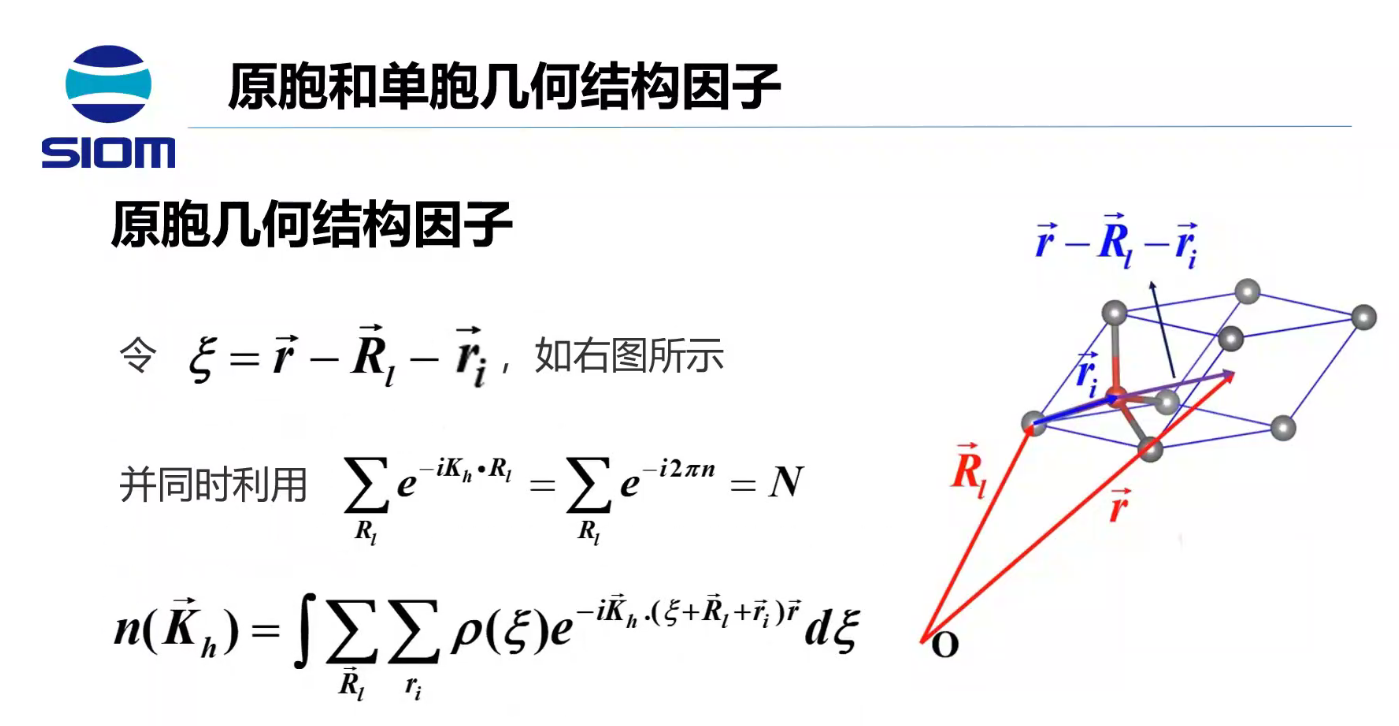 SIOM
原胞和单胞几何结构因子
原胞几何结构因子
令 $\xi = \vec{r} - \vec{R}_l - \vec{r}_i$, 如右图所示
并同时利用 $\sum_{R_l} e^{-iK_h \bullet R_l} = \sum_{R_l} e^{-i2\pi n} = N$
$n(\vec{K}_h) = \int \sum_{\vec{R}_l} \sum_{r_i} \rho(\xi) e^{-i\vec{K}_h \cdot (\xi + \vec{R}_l + \vec{r}_i)\vec{r}} d\xi$
$\vec{r} - \vec{R}_l - \vec{r}_i$
$\vec{r}_i$
$\vec{R}_l$
$\vec{r}$
O